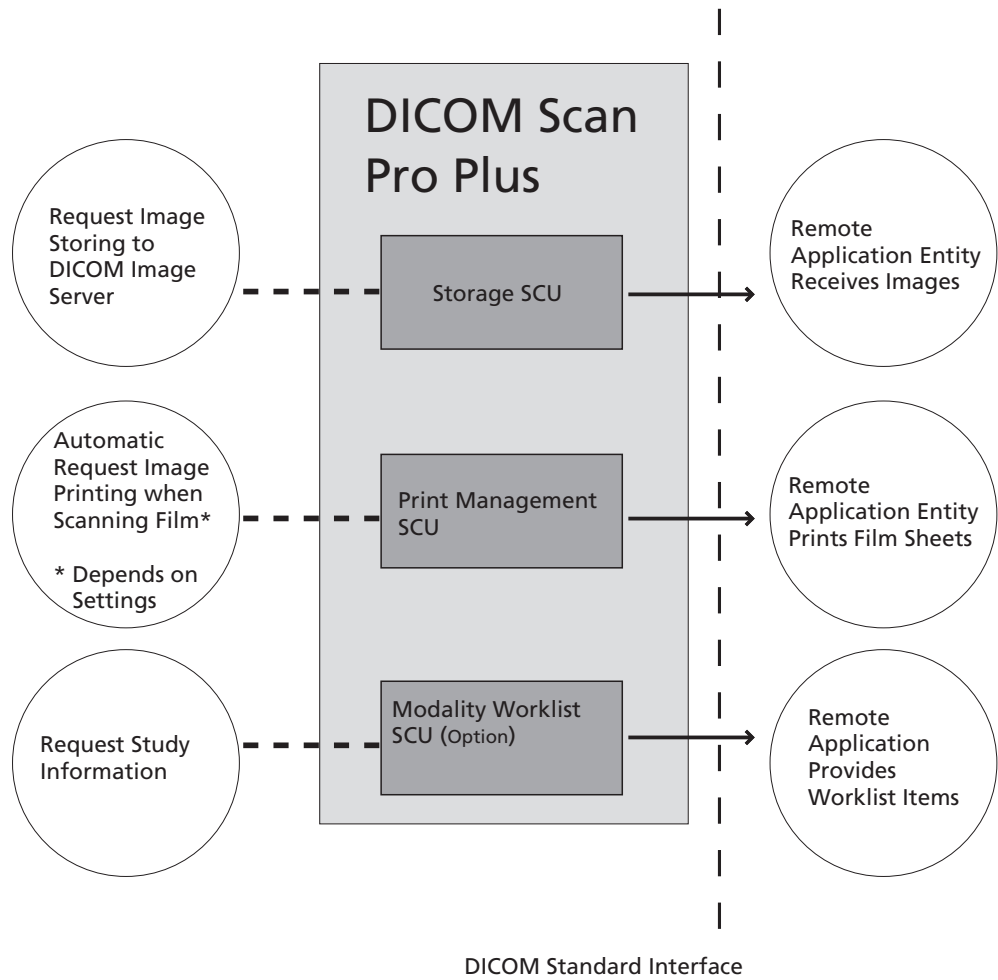 DICOM Scan
Pro Plus
Request Image
Storing to
DICOM Image
Server
Storage SCU
Remote
Application Entity
Receives Images
Automatic
Request Image
Printing when
Scanning Film*
* Depends on
Settings
Print Management
SCU
Remote
Application Entity
Prints Film Sheets
Request Study
Information
Modality Worklist
SCU (Option)
Remote
Application
Provides
Worklist Items
DICOM Standard Interface